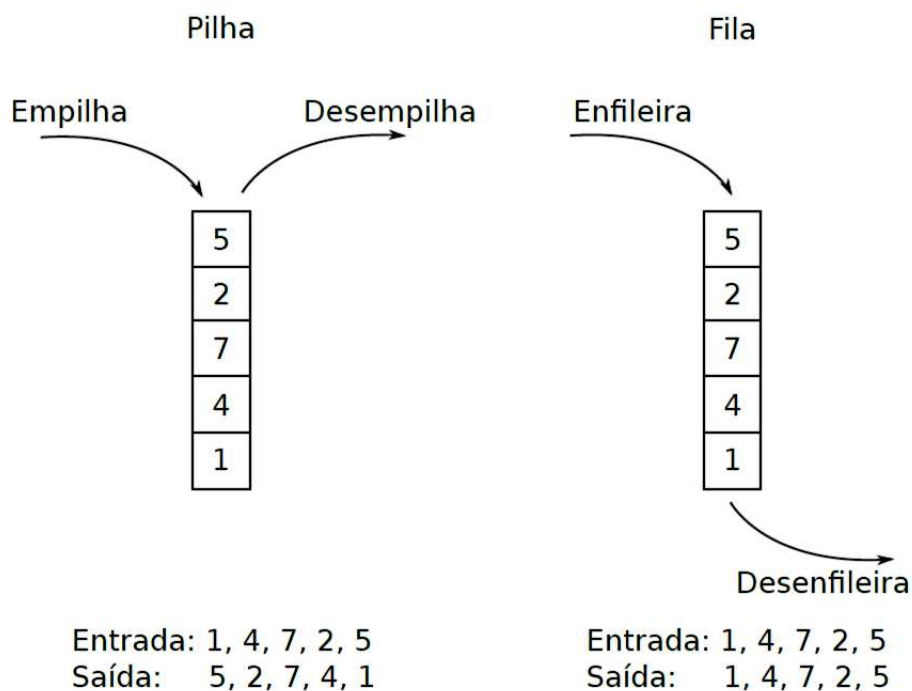 Pilha
Empilha
Desempilha
5
2
7
4
1
Entrada: 1, 4, 7, 2, 5
Saída: 5, 2, 7, 4, 1
Fila
Enfileira
5
2
7
4
1
Desenfileira
Entrada: 1, 4, 7, 2, 5
Saída: 1, 4, 7, 2, 5